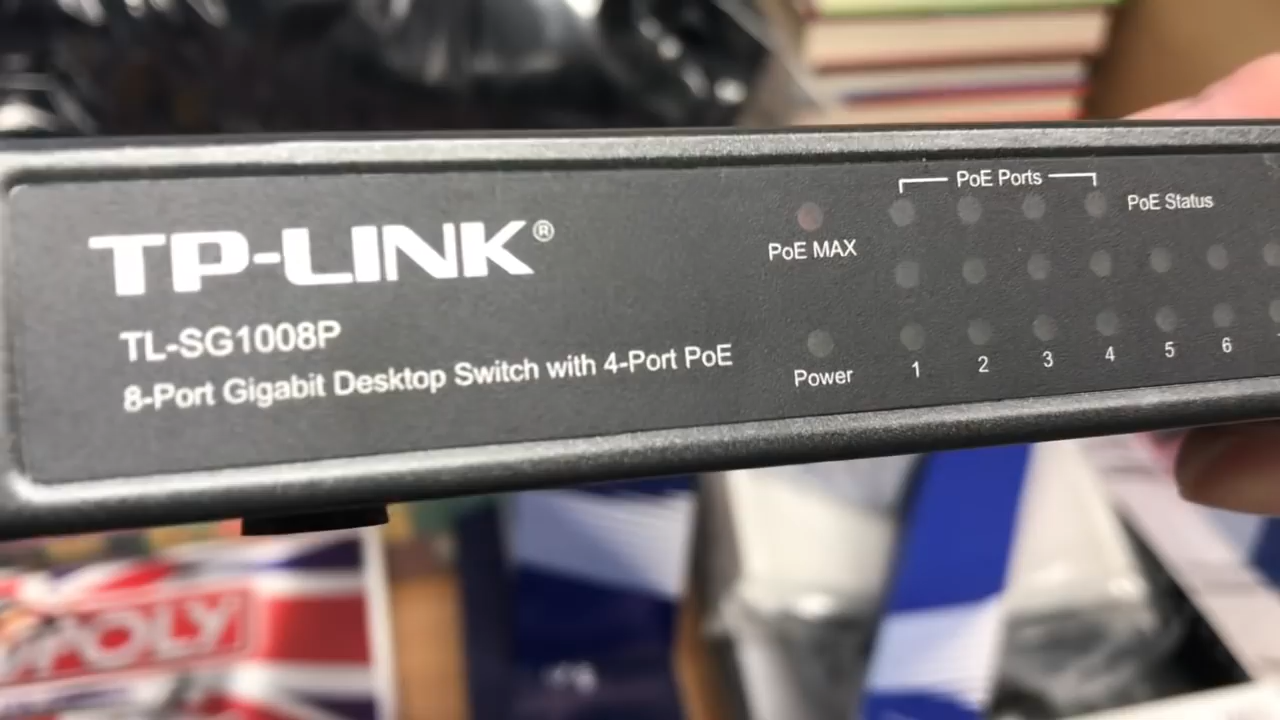 TP-LINK®
TL-SG1008P
8-Port Gigabit Desktop Switch with 4-Port PoE
PoE Ports
PoE Status
PoE MAX
Power
1 2 3 4 5 6
OPOLY